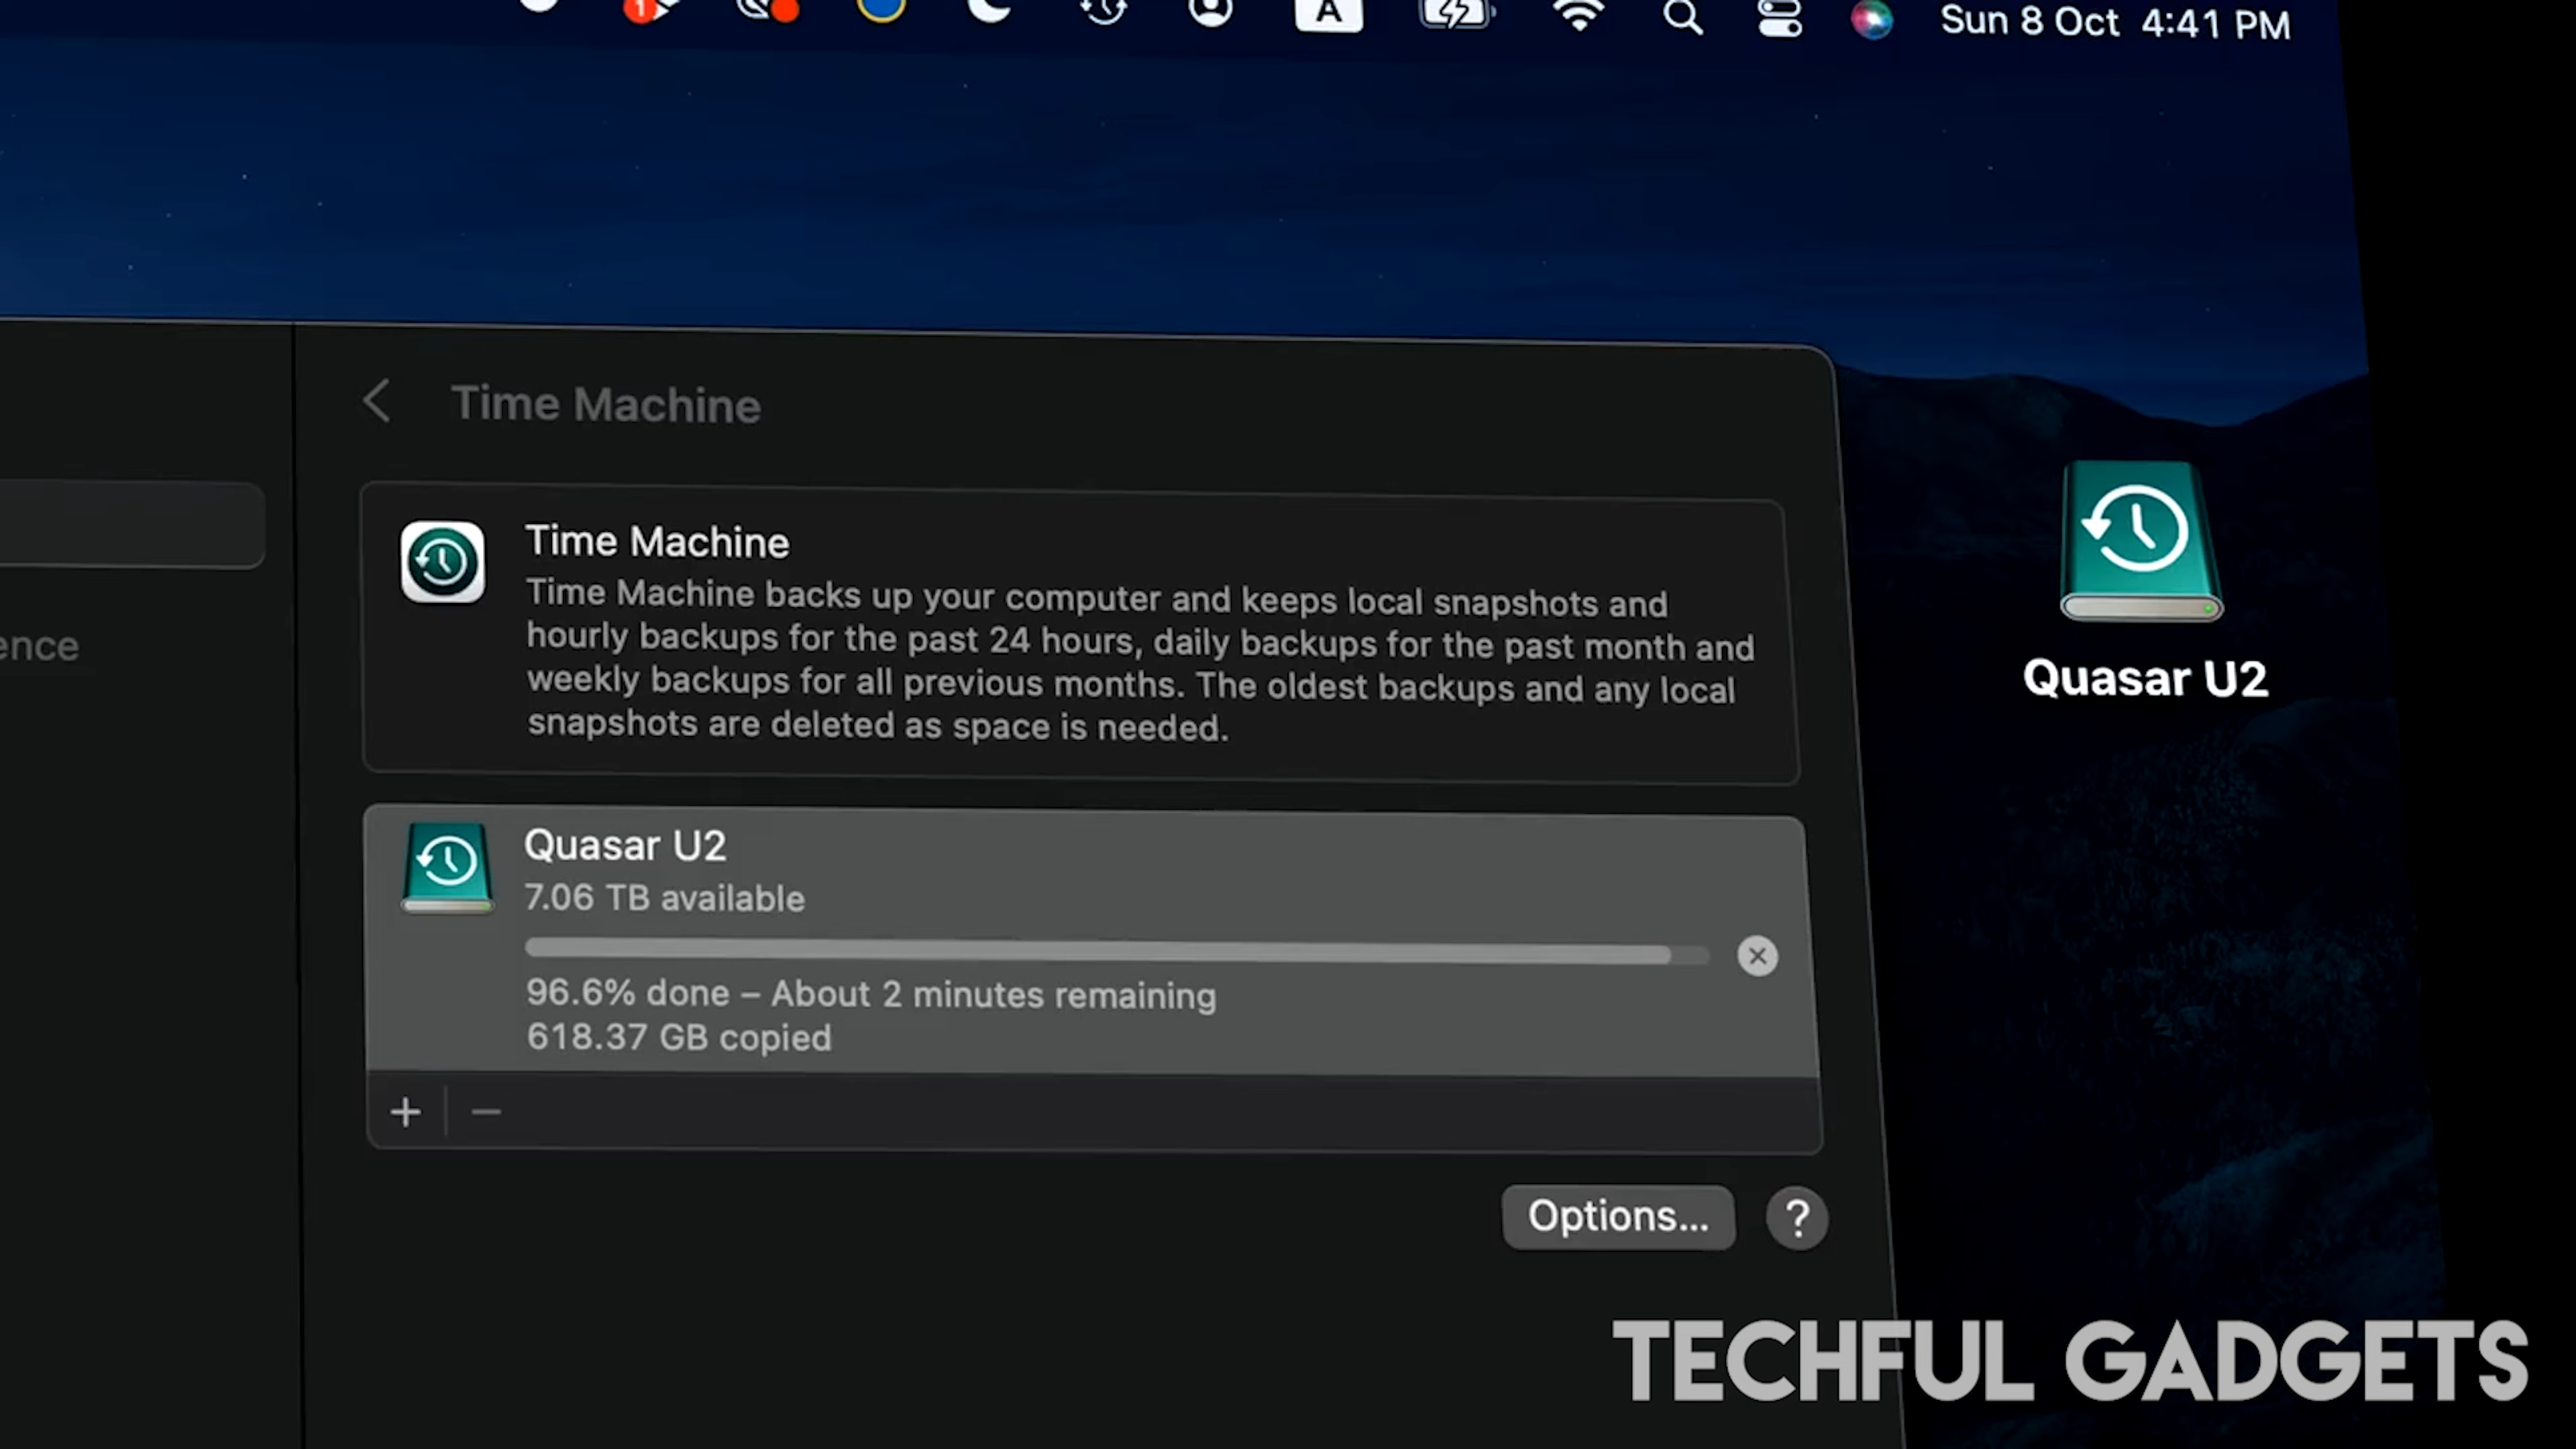 1
A
Sun 8 Oct 4:41 PM
Time Machine
Time Machine
Time Machine backs up your computer and keeps local snapshots and
hourly backups for the past 24 hours, daily backups for the past month and
weekly backups for all previous months. The oldest backups and any local
snapshots are deleted as space is needed.
ence
Quasar U2
Quasar U2
7.06 TB available
96.6% done – About 2 minutes remaining
618.37 GB copied
Options...
?
TECHFUL GADGETS